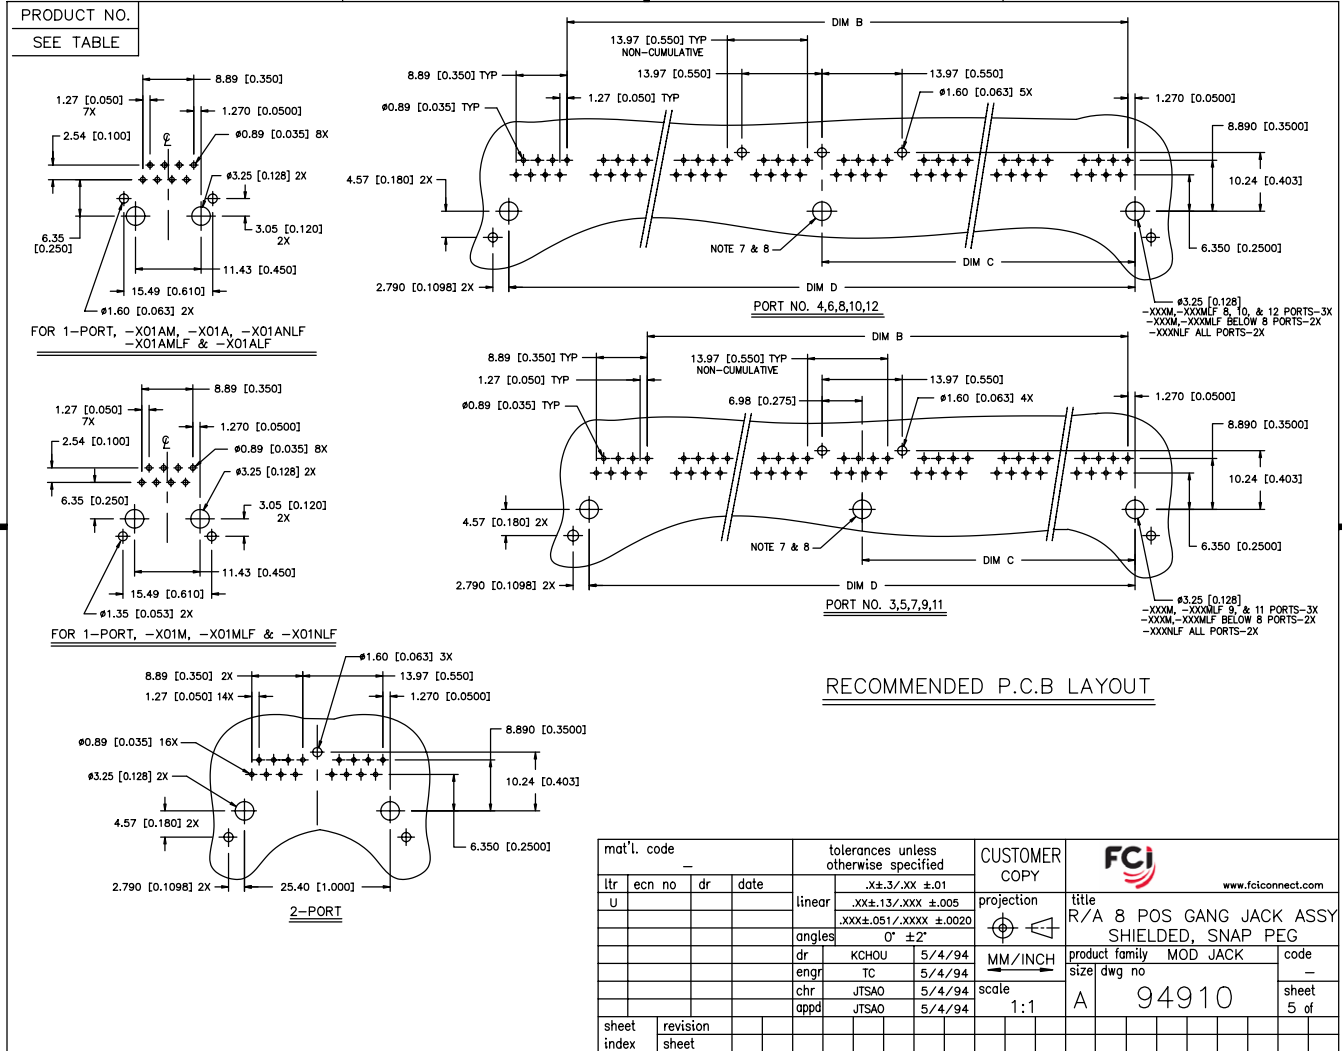 PRODUCT NO.
SEE TABLE
8.89 [0.350]
1.27 [0.050]
7X
1.270 [0.0500]
2.54 [0.100]
ø0.89 [0.035] 8X
ø3.25 [0.128] 2X
6.35
[0.250]
3.05 [0.120]
2X
11.43 [0.450]
15.49 [0.610]
ø1.60 [0.063] 2X
FOR 1-PORT, -X01AM, -X01A, -X01ANLF
-X01AMLF & -X01ALF
8.89 [0.350]
1.27 [0.050]
7X
1.270 [0.0500]
2.54 [0.100]
ø0.89 [0.035] 8X
ø3.25 [0.128] 2X
6.35 [0.250]
3.05 [0.120]
2X
11.43 [0.450]
15.49 [0.610]
ø1.35 [0.053] 2X
FOR 1-PORT, -X01M, -X01MLF & -X01NLF
DIM B
13.97 [0.550] TYP
NON-CUMULATIVE
8.89 [0.350] TYP
13.97 [0.550]
13.97 [0.550]
ø0.89 [0.035] TYP
1.27 [0.050] TYP
ø1.60 [0.063] 5X
1.270 [0.0500]
8.890 [0.3500]
4.57 [0.180] 2X
10.24 [0.403]
NOTE 7 & 8
6.350 [0.2500]
DIM C
2.790 [0.1098] 2X
DIM D
PORT NO. 4,6,8,10,12
ø3.25 [0.128]
-XXXM,-XXXMLF 8, 10, & 12 PORTS-3X
-XXXM,-XXXMLF BELOW 8 PORTS-2X
-XXXNLF ALL PORTS-2X
DIM B
8.89 [0.350] TYP
13.97 [0.550] TYP
NON-CUMULATIVE
1.27 [0.050] TYP
13.97 [0.550]
ø0.89 [0.035] TYP
6.98 [0.275]
ø1.60 [0.063] 4X
1.270 [0.0500]
8.890 [0.3500]
10.24 [0.403]
4.57 [0.180] 2X
NOTE 7 & 8
6.350 [0.2500]
DIM C
2.790 [0.1098] 2X
DIM D
PORT NO. 3,5,7,9,11
ø3.25 [0.128]
-XXXM, -XXXMLF 9, & 11 PORTS-3X
-XXXM,-XXXMLF BELOW 8 PORTS-2X
-XXXNLF ALL PORTS-2X
RECOMMENDED P.C.B LAYOUT
ø1.60 [0.063] 3X
8.89 [0.350] 2X
13.97 [0.550]
1.27 [0.050] 14X
1.270 [0.0500]
8.890 [0.3500]
ø0.89 [0.035] 16X
ø3.25 [0.128] 2X
10.24 [0.403]
4.57 [0.180] 2X
6.350 [0.2500]
2.790 [0.1098] 2X
25.40 [1.000]
2-PORT
mat'l. code
-
tolerances unless
otherwise specified
CUSTOMER
COPY
FCi
www.fciconnect.com
ltr ecn no dr date
U
linear
.X±.3/.XX ±.01
.XX±.13/.XXX ±.005
.XXX±.051/.XXXX ±.0020
angles 0° ±2°
projection
title
R/A 8 POS GANG JACK ASSY
SHIELDED, SNAP PEG
dr KCHOU 5/4/94
engr TC 5/4/94
chr JTSAO 5/4/94
appd JTSAO 5/4/94
MM/INCH
scale
1:1
product family MOD JACK
code
-
size dwg no
A 94910
sheet
5 of
sheet
index
revision
sheet